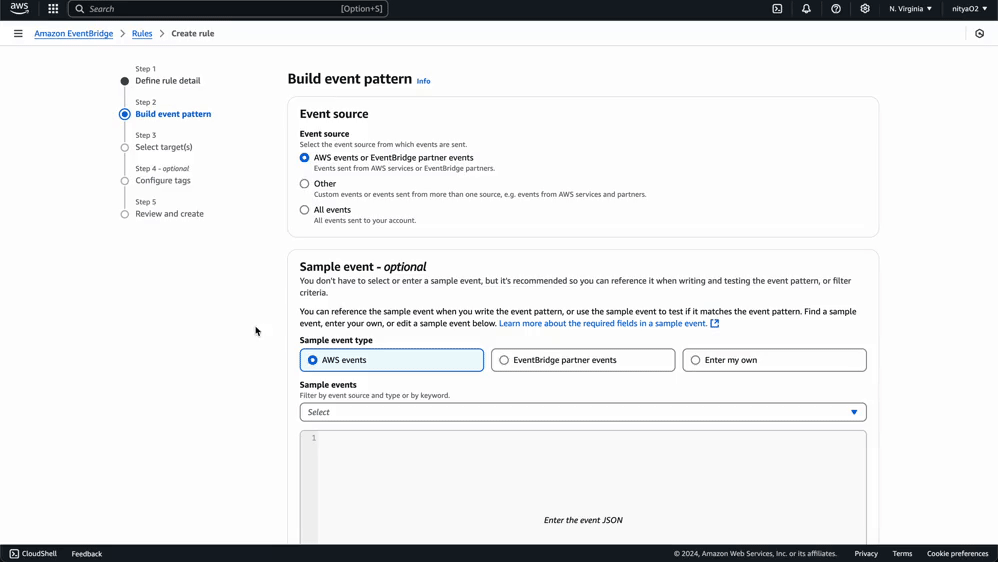 aws
Search
[Option+S]
N. Virginia
nityaO2
Amazon EventBridge
Rules
Create rule
Step 1
Define rule detail
Step 2
Build event pattern
Step 3
Select target(s)
Step 4 - optional
Configure tags
Step 5
Review and create
Build event pattern Info
Event source
Event source
Select the event source from which events are sent.
AWS events or EventBridge partner events
Events sent from AWS services or EventBridge partners.
Other
Custom events or events sent from more than one source, e.g. events from AWS services and partners.
All events
All events sent to your account.
Sample event - optional
You don't have to select or enter a sample event, but it's recommended so you can reference it when writing and testing the event pattern, or filter
criteria.
You can reference the sample event when you write the event pattern, or use the sample event to test if it matches the event pattern. Find a sample
event, enter your own, or edit a sample event below. Learn more about the required fields in a sample event.
Sample event type
AWS events
EventBridge partner events
Enter my own
Sample events
Filter by event source and type or by keyword.
Select
1
Enter the event JSON
CloudShell
Feedback
© 2024, Amazon Web Services, Inc. or its affiliates.
Privacy
Terms
Cookie preferences